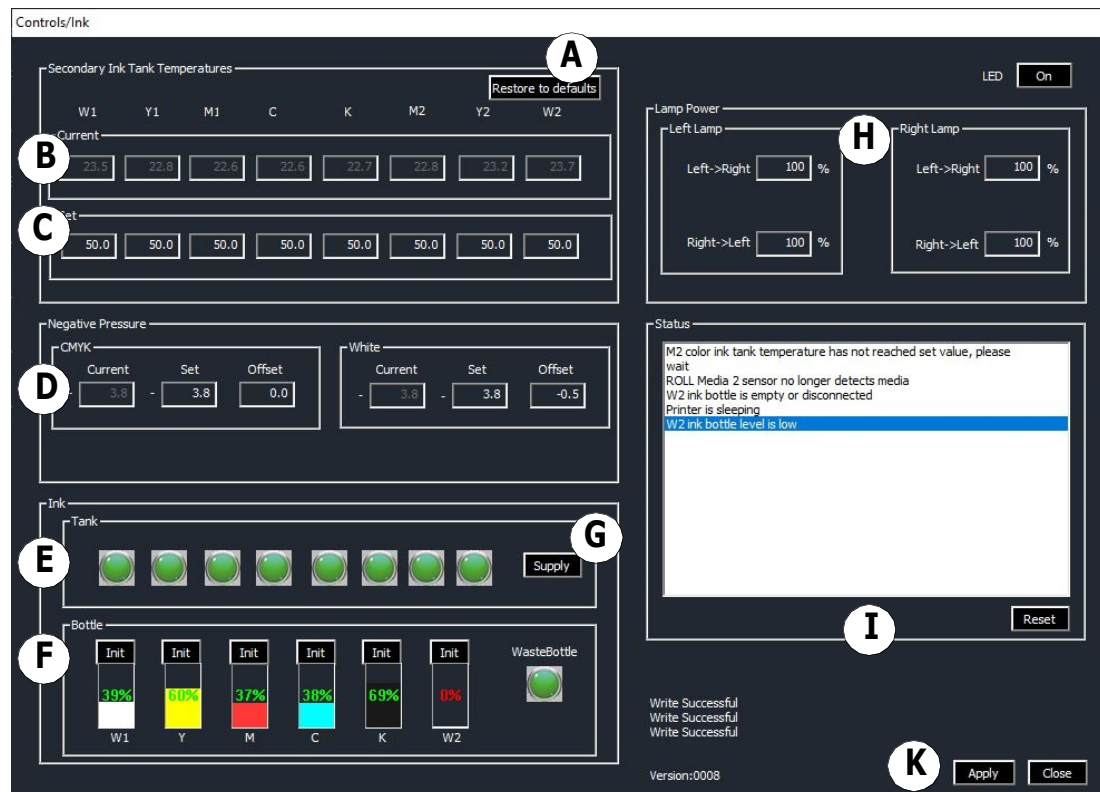 Controls/Ink
A
Secondary Ink Tank Temperatures
Restore to defaults
LED On
W1 Y1 M1 C K M2 Y2 W2
B
Current
23.5 22.8 22.6 22.6 22.7 22.8 23.2 23.7
C
Set
50.0 50.0 50.0 50.0 50.0 50.0 50.0 50.0
Lamp Power
H
Left Lamp
Left->Right 100 %
Right->Left 100 %
Right Lamp
Left->Right 100 %
Right->Left 100 %
Negative Pressure
D
CMYK
Current Set Offset
- 3.8 - 3.8 0.0
White
Current Set Offset
- 3.8 - 3.8 -0.5
Status
M2 color ink tank temperature has not reached set value, please
wait
ROLL Media 2 sensor no longer detects media
W2 ink bottle is empty or disconnected
Printer is sleeping
W2 ink bottle level is low
I
Reset
Ink
Tank
E
G
Supply
Bottle
F
Init Init Init Init Init Init
WasteBottle
39% 60% 37% 38% 69% 0%
W1 Y M C K W2
Write Successful
Write Successful
Write Successful
Version:0008
K
Apply Close